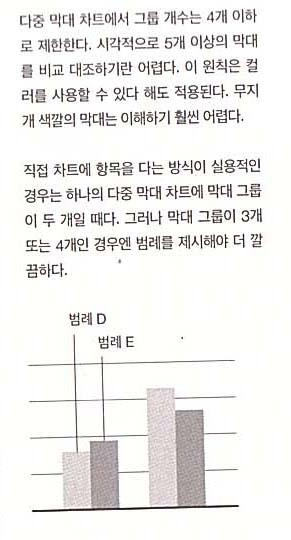 다중 막대 차트에서 그룹 개수는 4개 이하
로 제한한다. 시각적으로 5개 이상의 막대
를 비교 대조하기란 어렵다. 이 원칙은 컬
러를 사용할 수 있다 해도 적용된다. 무지
개 색깔의 막대는 이해하기 훨씬 어렵다.
직접 차트에 항목을 다는 방식이 실용적인
경우는 하나의 다중 막대 차트에 막대 그룹
이 두 개일 때다. 그러나 막대 그룹이 3개
또는 4개인 경우엔 범례를 제시해야 더 깔
끔하다.
범례 D
범례 E